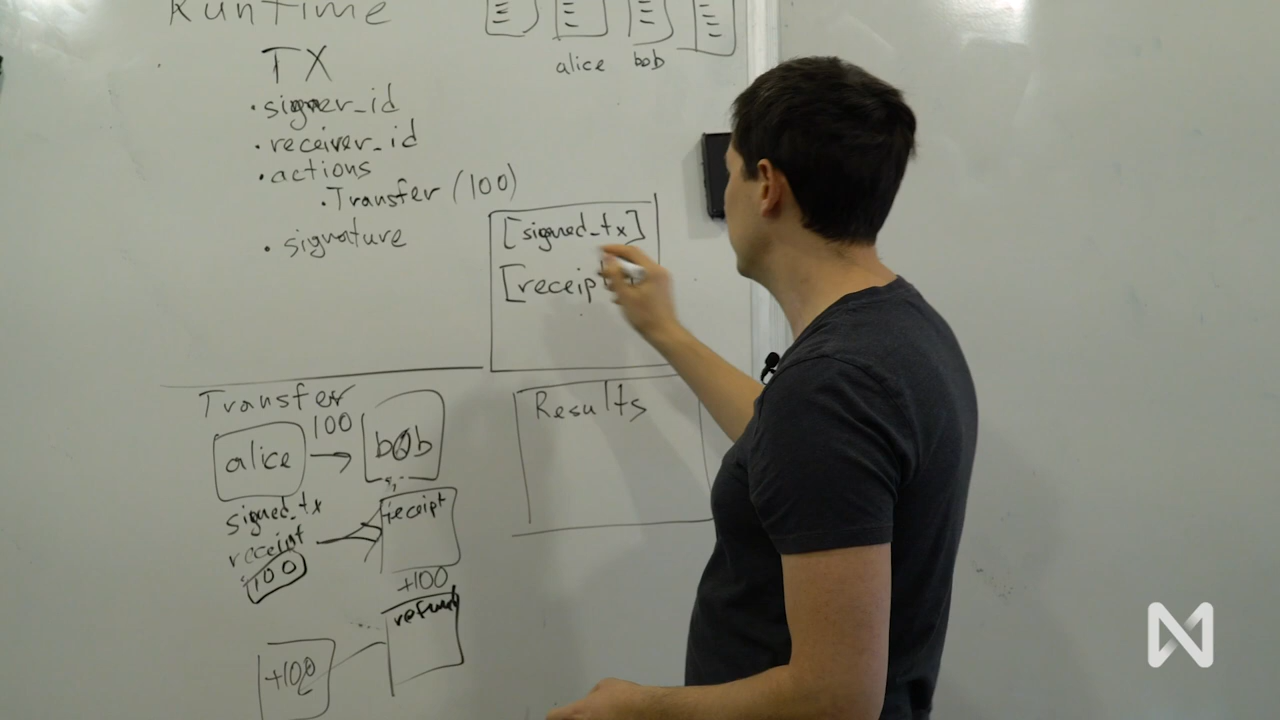 Runtime
TX
• signer_id
• receiver_id
• actions
• Transfer (100)
• signature
alice bob
[signed_tx]
[receipt
Results
Transfer
alice
100
bob
signed_tx
receipt
100
receipt
+100
refund
+100